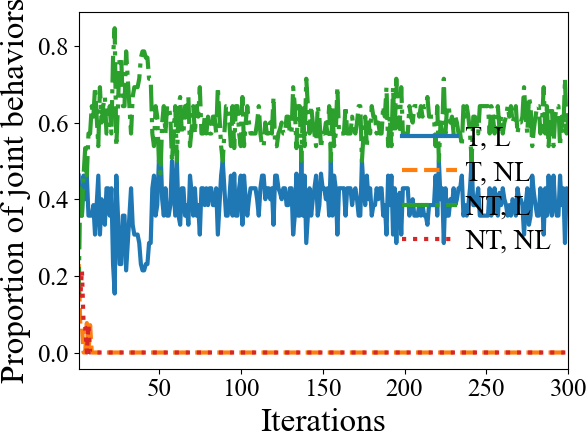 Proportion of joint behaviors
0.8
0.6
0.4
0.2
0.0
T, L
T, NL
NT, L
NT, NL
50
100
150
200
250
300
Iterations